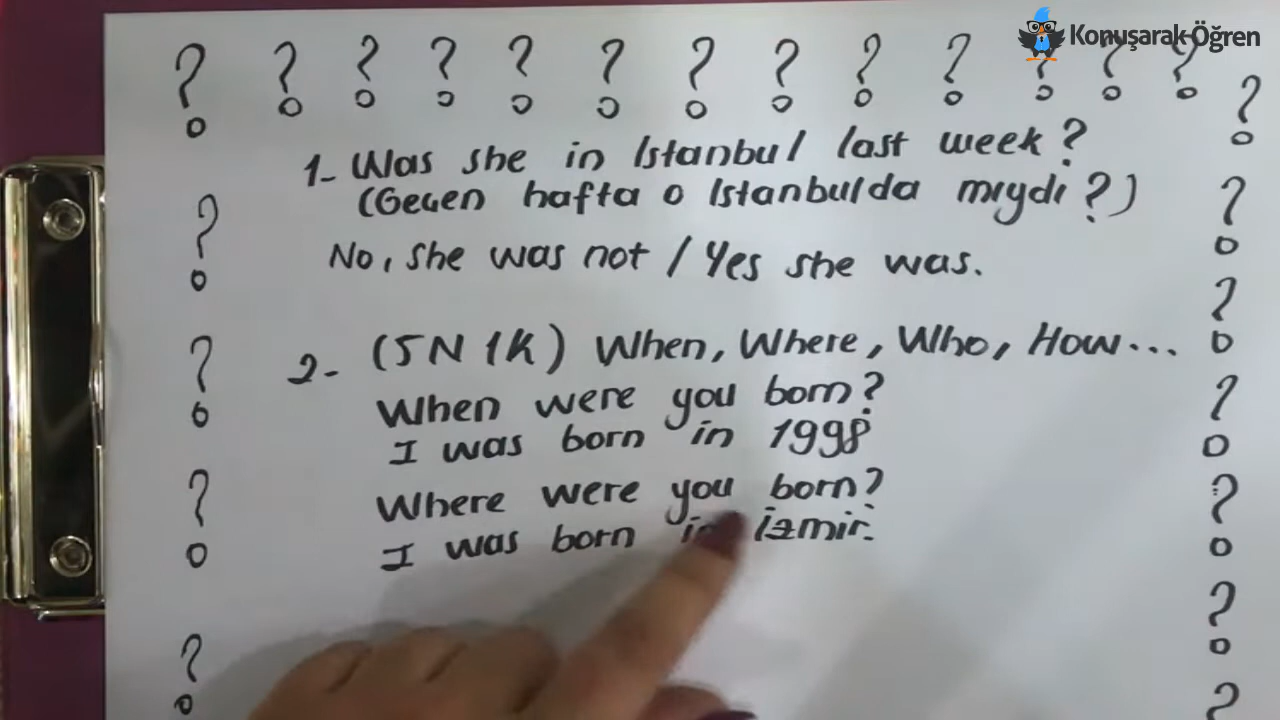 Konuşarak Öğren
? ? ? ? ? ? ? ? ? ? ? ? ? ?
1- Was she in Istanbul last week?
(Geçen hafta o Istanbulda mıydı?)
No, she was not / Yes she was.
2- (5N1K) When, Where, Who, How...
When were you born?
I was born in 1998
Where were you born?
I was born in İzmir.